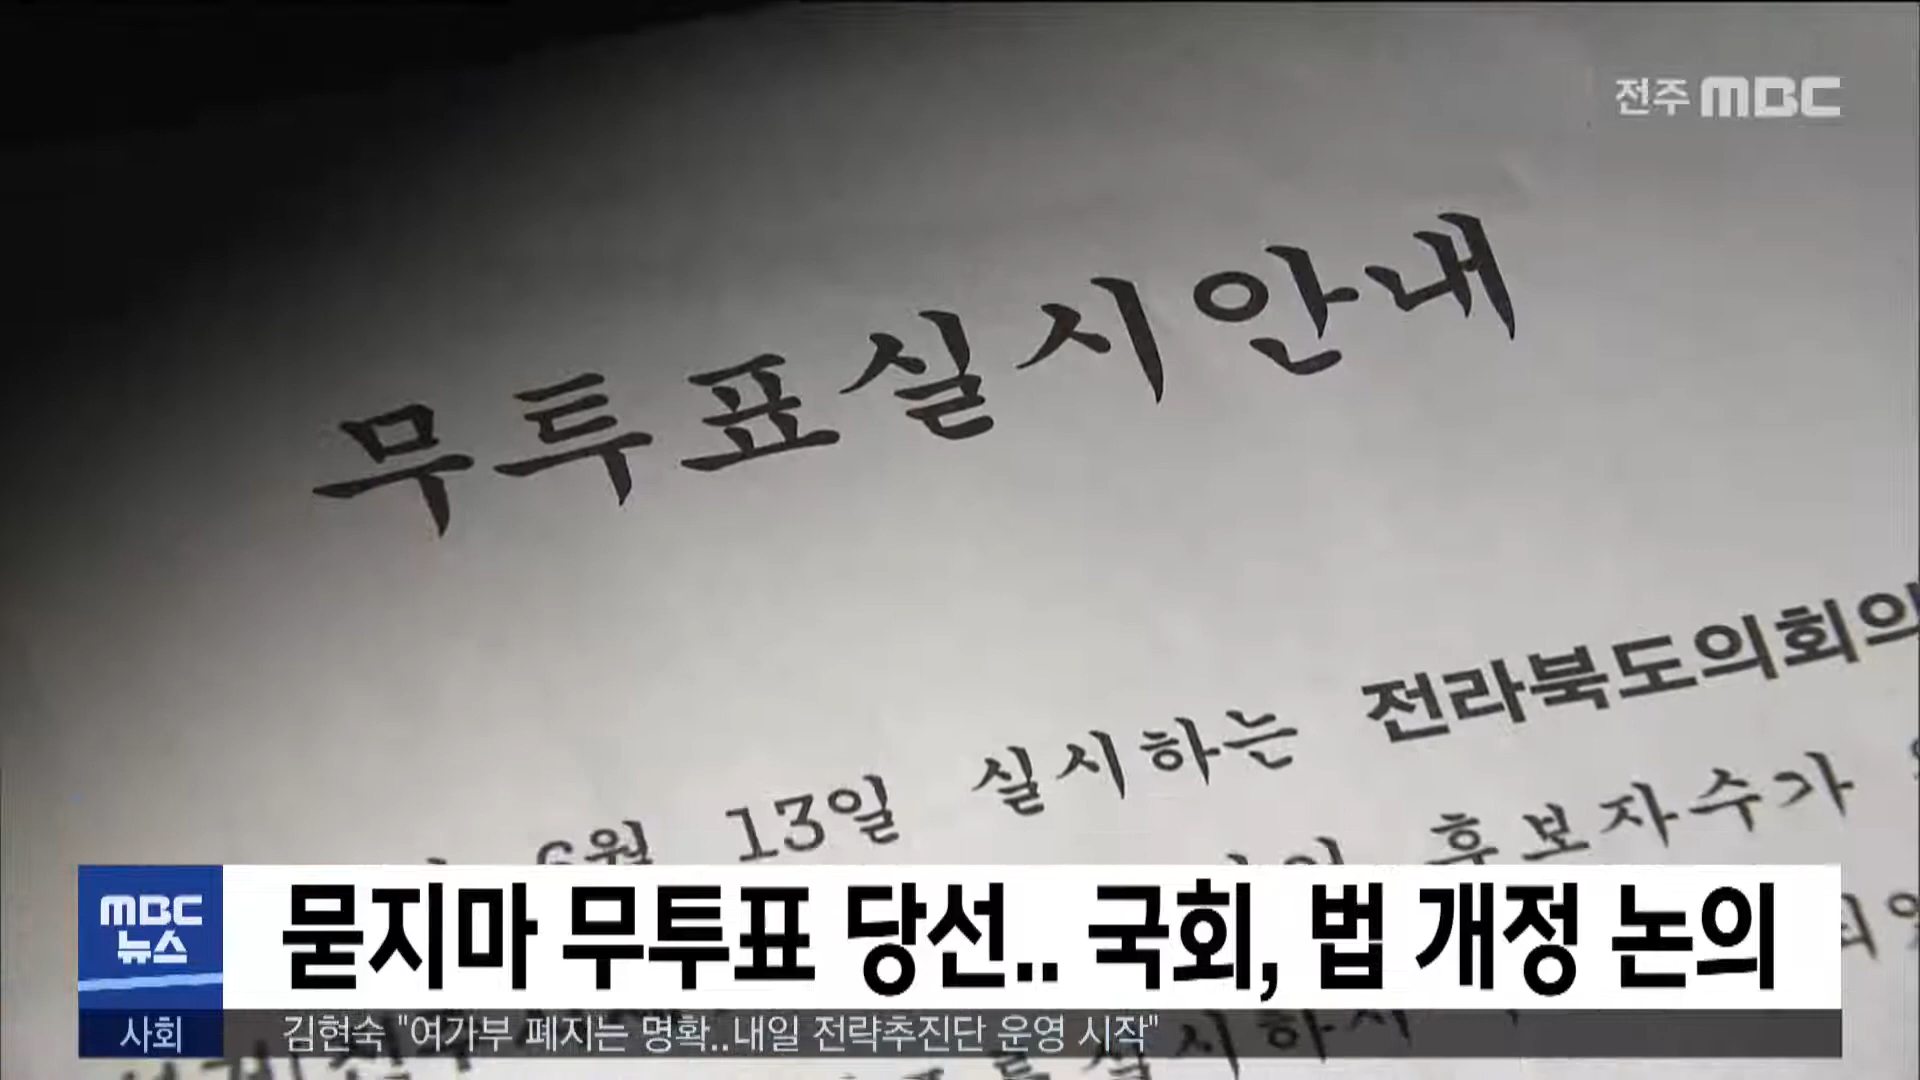 전주 MBC
무투표실시안내
6월 13일 실시하는 전라북도의회의
후보자수가
MBC
뉴스
묻지마 무투표 당선.. 국회, 법 개정 논의
사회
김현숙 "여가부 폐지는 명확..내일 전략추진단 운영 시작"